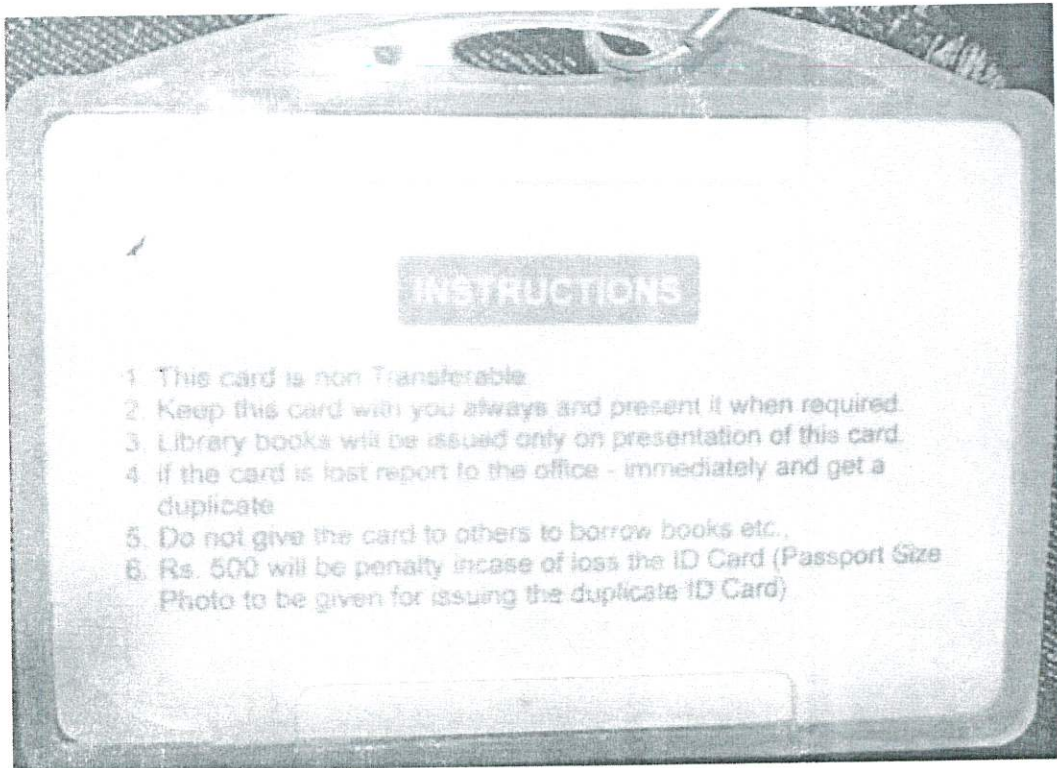 INSTRUCTIONS
1. This card is non Transferable.
2. Keep this card with you always and present it when required.
3. Library books will be issued only on presentation of this card.
4. If the card is lost report to the office - immediately and get a
duplicate
5. Do not give the card to others to borrow books etc.,
6. Rs. 500 will be penalty incase of loss the ID Card (Passport Size
Photo to be given for issuing the duplicate ID Card)